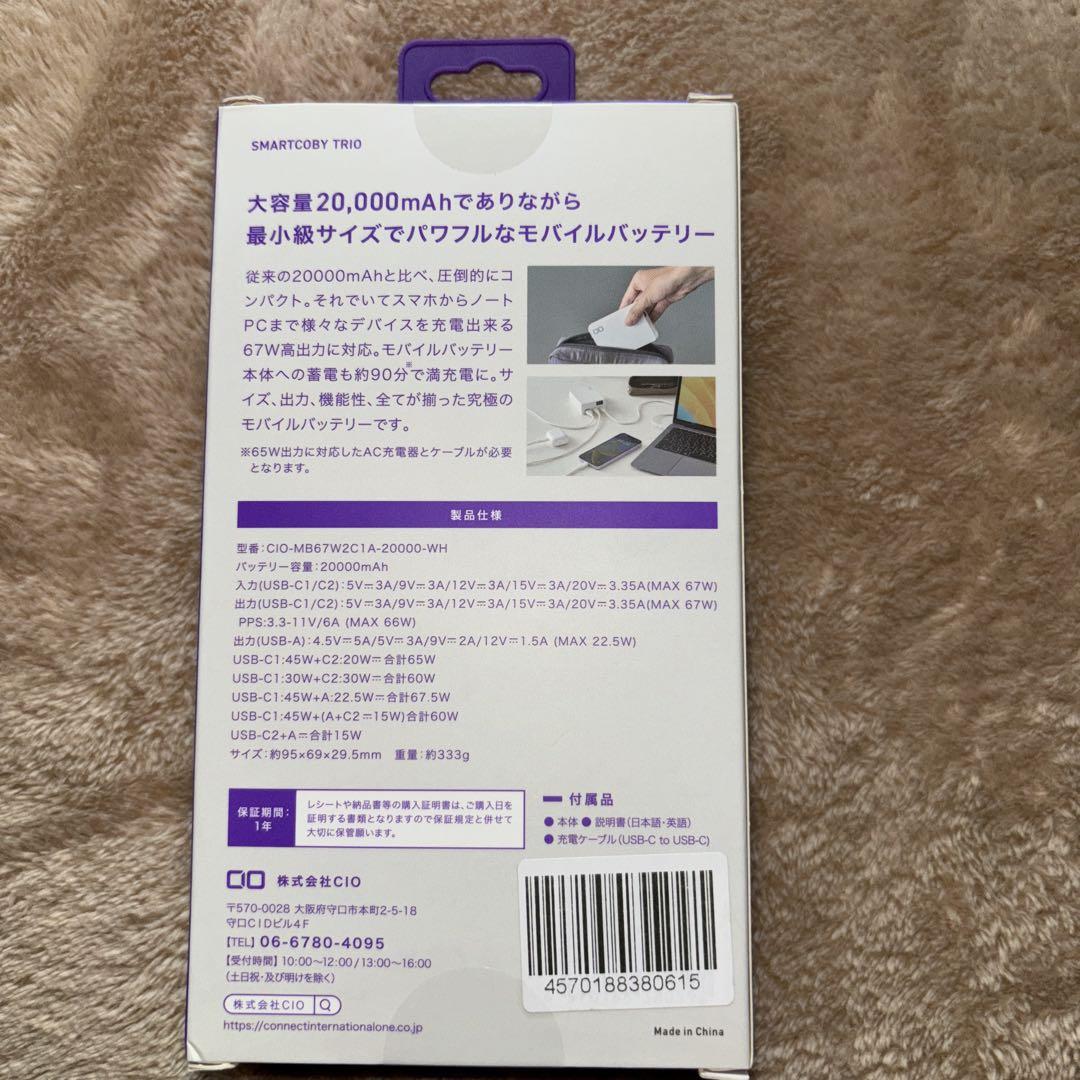 SMARTCOBY TRIO
大容量20,000mAhでありながら
最小級サイズでパワフルなモバイルバッテリー
従来の20000mAhと比べ、圧倒的にコ
ンパクト。それでいてスマホからノート
PCまで様々なデバイスを充電出来る
67W高出力に対応。モバイルバッテリー
本体への蓄電も約90分※で満充電に。サ
イズ、出力、機能性、全てが揃った究極の
モバイルバッテリーです。
※65W出力に対応したAC充電器とケーブルが必要
となります。
製品仕様
型番:CIO-MB67W2C1A-20000-WH
バッテリー容量:20000mAh
入力(USB-C1/C2):5V⎓3A/9V⎓3A/12V⎓3A/15V⎓3A/20V⎓3.35A(MAX 67W)
出力(USB-C1/C2):5V⎓3A/9V⎓3A/12V⎓3A/15V⎓3A/20V⎓3.35A(MAX 67W)
PPS:3.3-11V/6A (MAX 66W)
出力(USB-A):4.5V⎓5A/5V⎓3A/9V⎓2A/12V⎓1.5A (MAX 22.5W)
USB-C1:45W+C2:20W⎓合計65W
USB-C1:30W+C2:30W⎓合計60W
USB-C1:45W+A:22.5W⎓合計67.5W
USB-C1:45W+(A+C2⎓15W)合計60W
USB-C2+A⎓合計15W
サイズ:約95×69×29.5mm 重量:約333g
保証期間:
1年
レシートや納品書等の購入証明書は、ご購入日を
証明する書類となりますので保証規定と併せて
大切に保管願います。
付属品
● 本体 ● 説明書(日本語・英語)
● 充電ケーブル(USB-C to USB-C)
CIO 株式会社CIO
〒570-0028 大阪府守口市本町2-5-18
守口CIDビル4F
【TEL】06-6780-4095
【受付時間】10:00〜12:00/13:00〜16:00
(土日祝・及び明けを除く)
株式会社CIO
https://connectinternationalone.co.jp
4570188380615
Made in China